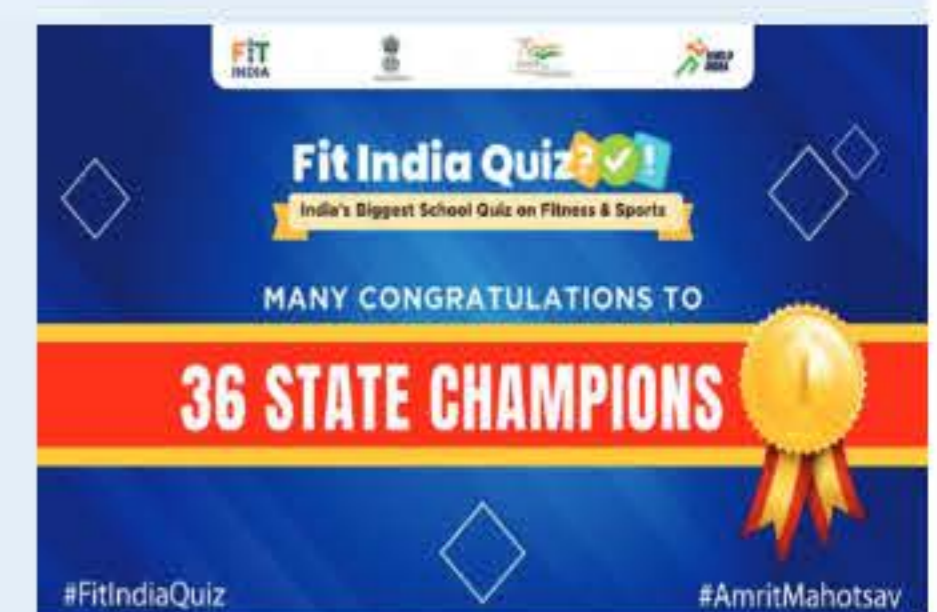 FIT
INDIA
Fit India Quiz
India's Biggest School Quiz on Fitness & Sports
MANY CONGRATULATIONS TO
36 STATE CHAMPIONS
1
#FitIndiaQuiz
#AmritMahotsav